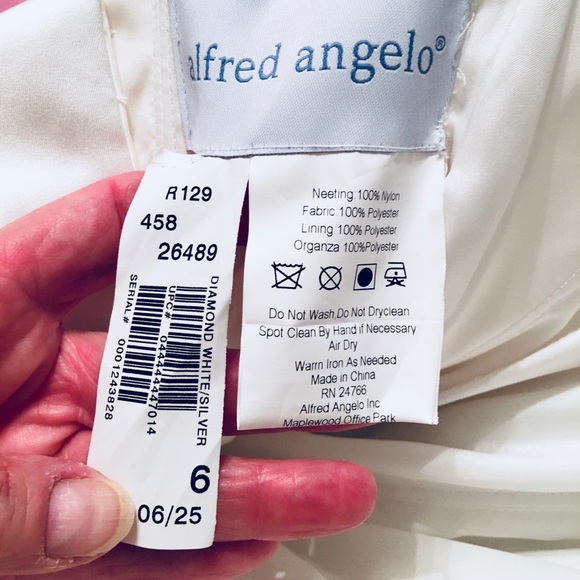 alfred angelo®
R129
458
26489
DIAMOND WHITE/SILVER
UPC# 044444747014
SERIAL# 0001243828
6
06/25
Neeting:100% Nylon
Fabric:100% Polyester
Lining:100% Polyester
Organza 100%Polyester
Do Not Wash,Do Not Dryclean
Spot Clean By Hand if Necessary
Air Dry
Warm Iron As Needed
Made in China
RN 24766
Alfred Angelo Inc
Maplewood Office Park